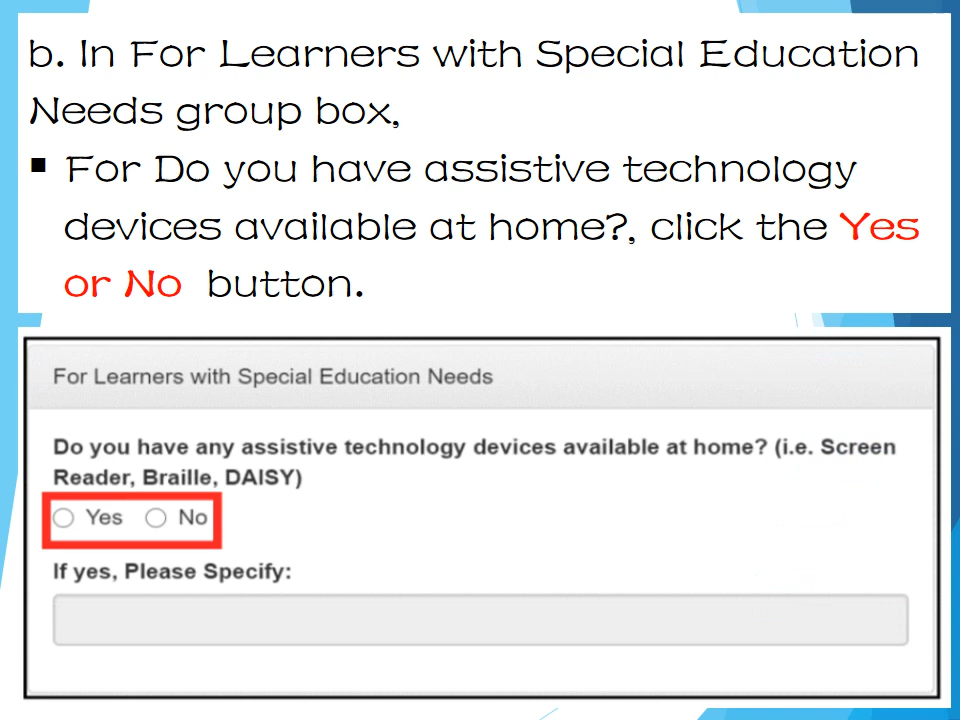 b. In For Learners with Special Education
Needs group box,
▪ For Do you have assistive technology
devices available at home?, click the Yes
or No button.
For Learners with Special Education Needs
Do you have any assistive technology devices available at home? (i.e. Screen
Reader, Braille, DAISY)
Yes No
If yes, Please Specify: